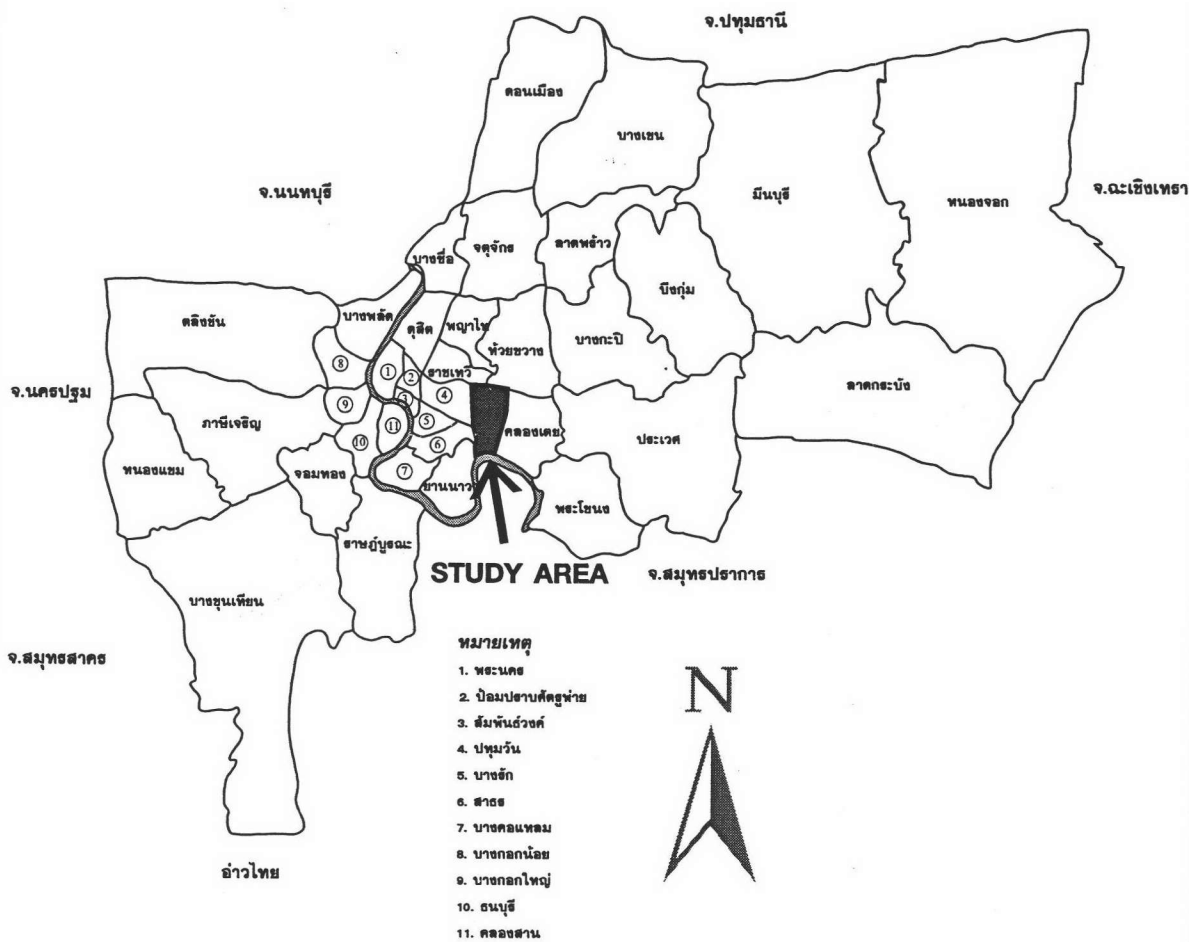 จ.ปทุมธานี
ดอนเมือง
บางเขน
จ.นนทบุรี
มีนบุรี
จ.ฉะเชิงเทรา
หนองจอก
บางซื่อ
จตุจักร
ลาดพร้าว
บึงกุ่ม
ตลิ่งชัน
บางพลัด
ดุสิต
พญาไท
ห้วยขวาง
บางกะปิ
ราชเทวี
ลาดกระบัง
จ.นครปฐม
8
1
2
3
4
9
11
5
10
6
7
ภาษีเจริญ
คลองเตย
ประเวศ
หนองแขม
จอมทอง
ยานนาวา
พระโขนง
ราษฎร์บูรณะ
STUDY AREA
จ.สมุทรปราการ
บางขุนเทียน
จ.สมุทรสาคร
อ่าวไทย
หมายเหตุ
1. พระนคร
2. ป้อมปราบศัตรูพ่าย
3. สัมพันธ์วงศ์
4. ปทุมวัน
5. บางรัก
6. สาธร
7. บางคอแหลม
8. บางกอกน้อย
9. บางกอกใหญ่
10. ธนบุรี
11. คลองสาน
N